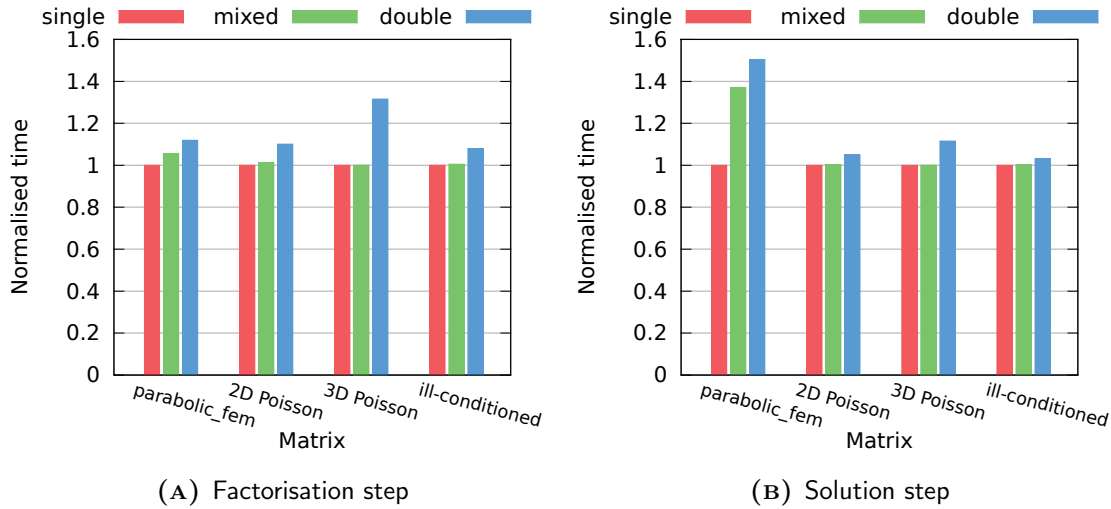 single mixed double
1.6
1.4
1.2
1
0.8
0.6
0.4
0.2
0
Normalised time
parabolic_fem
2D Poisson
3D Poisson
ill-conditioned
Matrix
(A) Factorisation step
single mixed double
1.6
1.4
1.2
1
0.8
0.6
0.4
0.2
0
Normalised time
parabolic_fem
2D Poisson
3D Poisson
ill-conditioned
Matrix
(B) Solution step